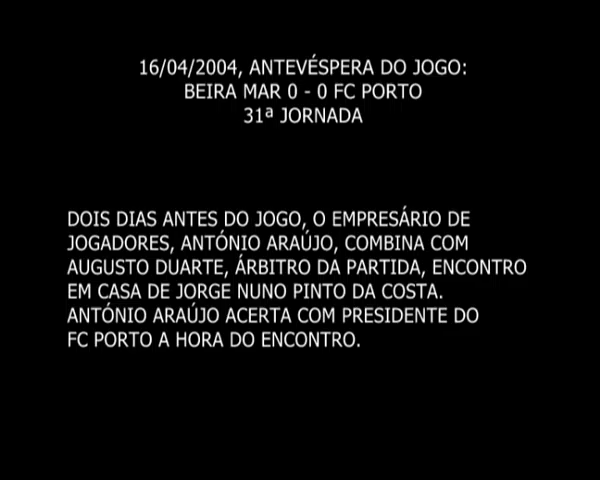 16/04/2004, ANTEVÉSPERA DO JOGO:
BEIRA MAR 0 - 0 FC PORTO
31ª JORNADA
DOIS DIAS ANTES DO JOGO, O EMPRESÁRIO DE
JOGADORES, ANTÓNIO ARAÚJO, COMBINA COM
AUGUSTO DUARTE, ÁRBITRO DA PARTIDA, ENCONTRO
EM CASA DE JORGE NUNO PINTO DA COSTA.
ANTÓNIO ARAÚJO ACERTA COM PRESIDENTE DO
FC PORTO A HORA DO ENCONTRO.